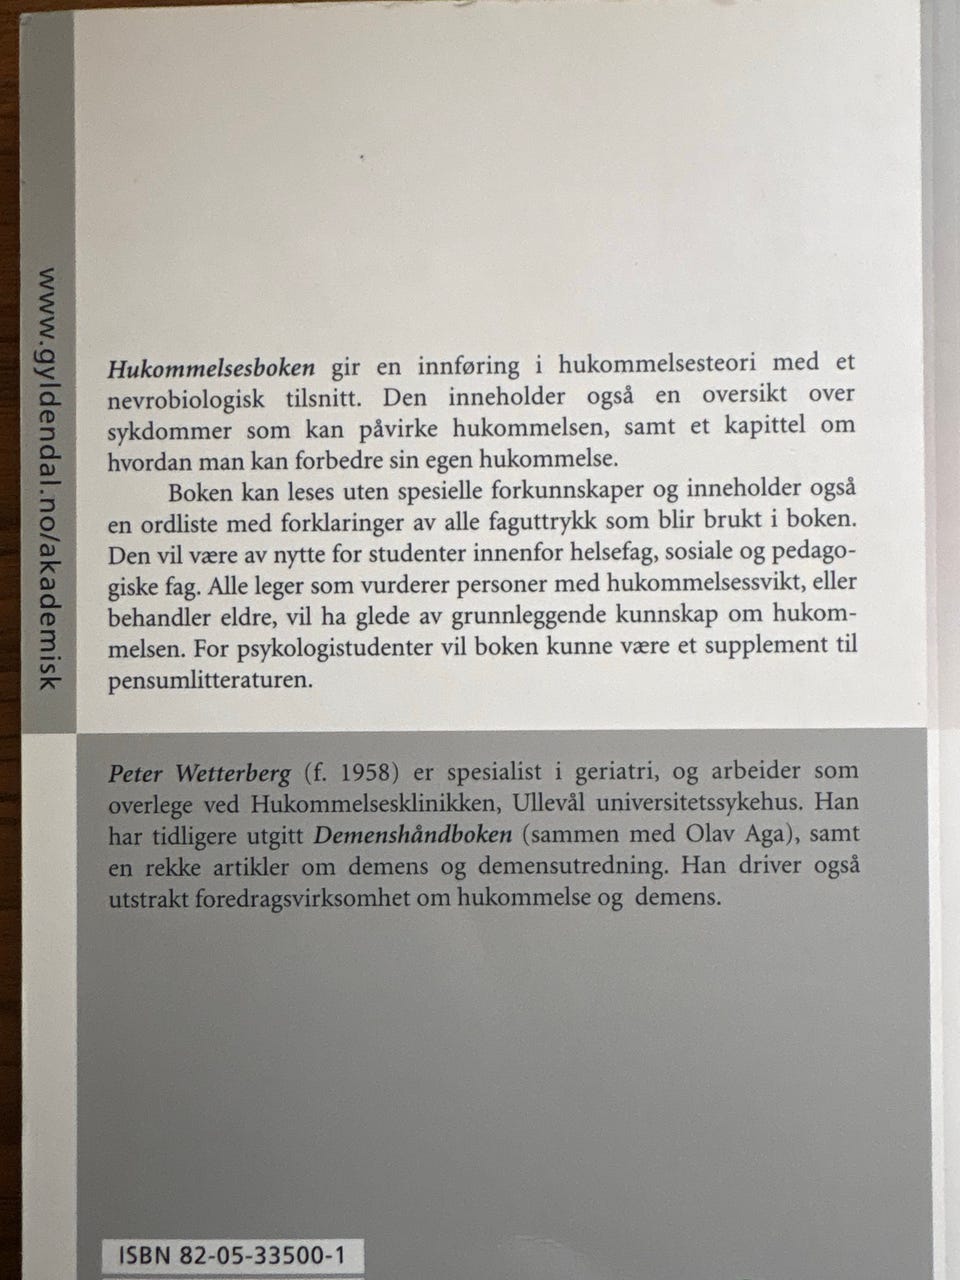 www.gyldendal.no/akademisk
Hukommelsesboken gir en innføring i hukommelsesteori med et
nevrobiologisk tilsnitt. Den inneholder også en oversikt over
sykdommer som kan påvirke hukommelsen, samt et kapittel om
hvordan man kan forbedre sin egen hukommelse.
Boken kan leses uten spesielle forkunnskaper og inneholder også
en ordliste med forklaringer av alle faguttrykk som blir brukt i boken.
Den vil være av nytte for studenter innenfor helsefag, sosiale og pedago-
giske fag. Alle leger som vurderer personer med hukommelsessvikt, eller
behandler eldre, vil ha glede av grunnleggende kunnskap om hukom-
melsen. For psykologistudenter vil boken kunne være et supplement til
pensumlitteraturen.
Peter Wetterberg (f. 1958) er spesialist i geriatri, og arbeider som
overlege ved Hukommelsesklinikken, Ullevål universitetssykehus. Han
har tidligere utgitt Demenshåndboken (sammen med Olav Aga), samt
en rekke artikler om demens og demensutredning. Han driver også
utstrakt foredragsvirksomhet om hukommelse og demens.
ISBN 82-05-33500-1